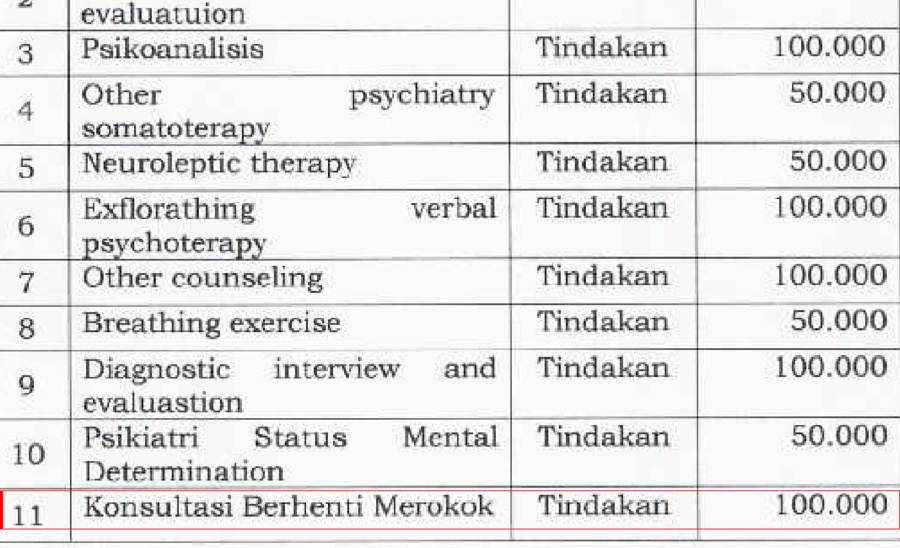 2
evaluatuion
3 Psikoanalisis Tindakan 100.000
4 Other psychiatry Tindakan 50.000
somatoterapy
5 Neuroleptic therapy Tindakan 50.000
6 Exflorathing verbal Tindakan 100.000
psychoterapy
7 Other counseling Tindakan 100.000
8 Breathing exercise Tindakan 50.000
9 Diagnostic interview and Tindakan 100.000
evaluastion
10 Psikiatri Status Mental Tindakan 50.000
Determination
11 Konsultasi Berhenti Merokok Tindakan 100.000